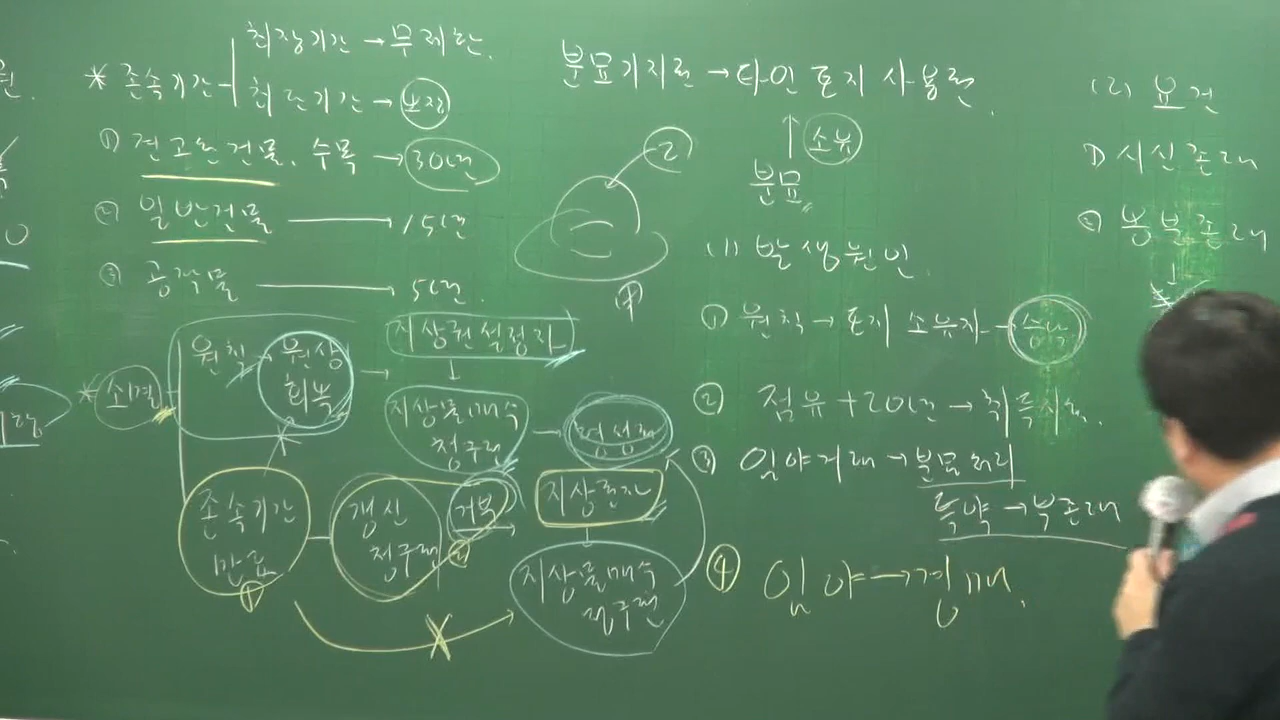 최장기간 → 무제한.
* 존속기간
최단기간 → 보장
① 견고한건물, 수목 → 30년
② 일반건물 → 15년
③ 공작물 → 5년.
* 소멸
원칙 → 원상회복 → 지상권설정자
↓
지상물매수청구권 → 형성권
존속기간만료 ① — 갱신청구권 거부 ② → 지상권자
↓
지상물매수청구권
분묘기지권 → 타인 토지 사용권.
↑ 소유
분묘
②
①
(1) 발생원인.
① 원칙 → 토지 소유자 → 승낙
② 점유 + 20년 → 취득시효.
③ 임야거래 → 분묘처리
특약 → 부존재
④ 임야 → 경매.
(2) 요건
① 시신존재
② 봉분존재
↓